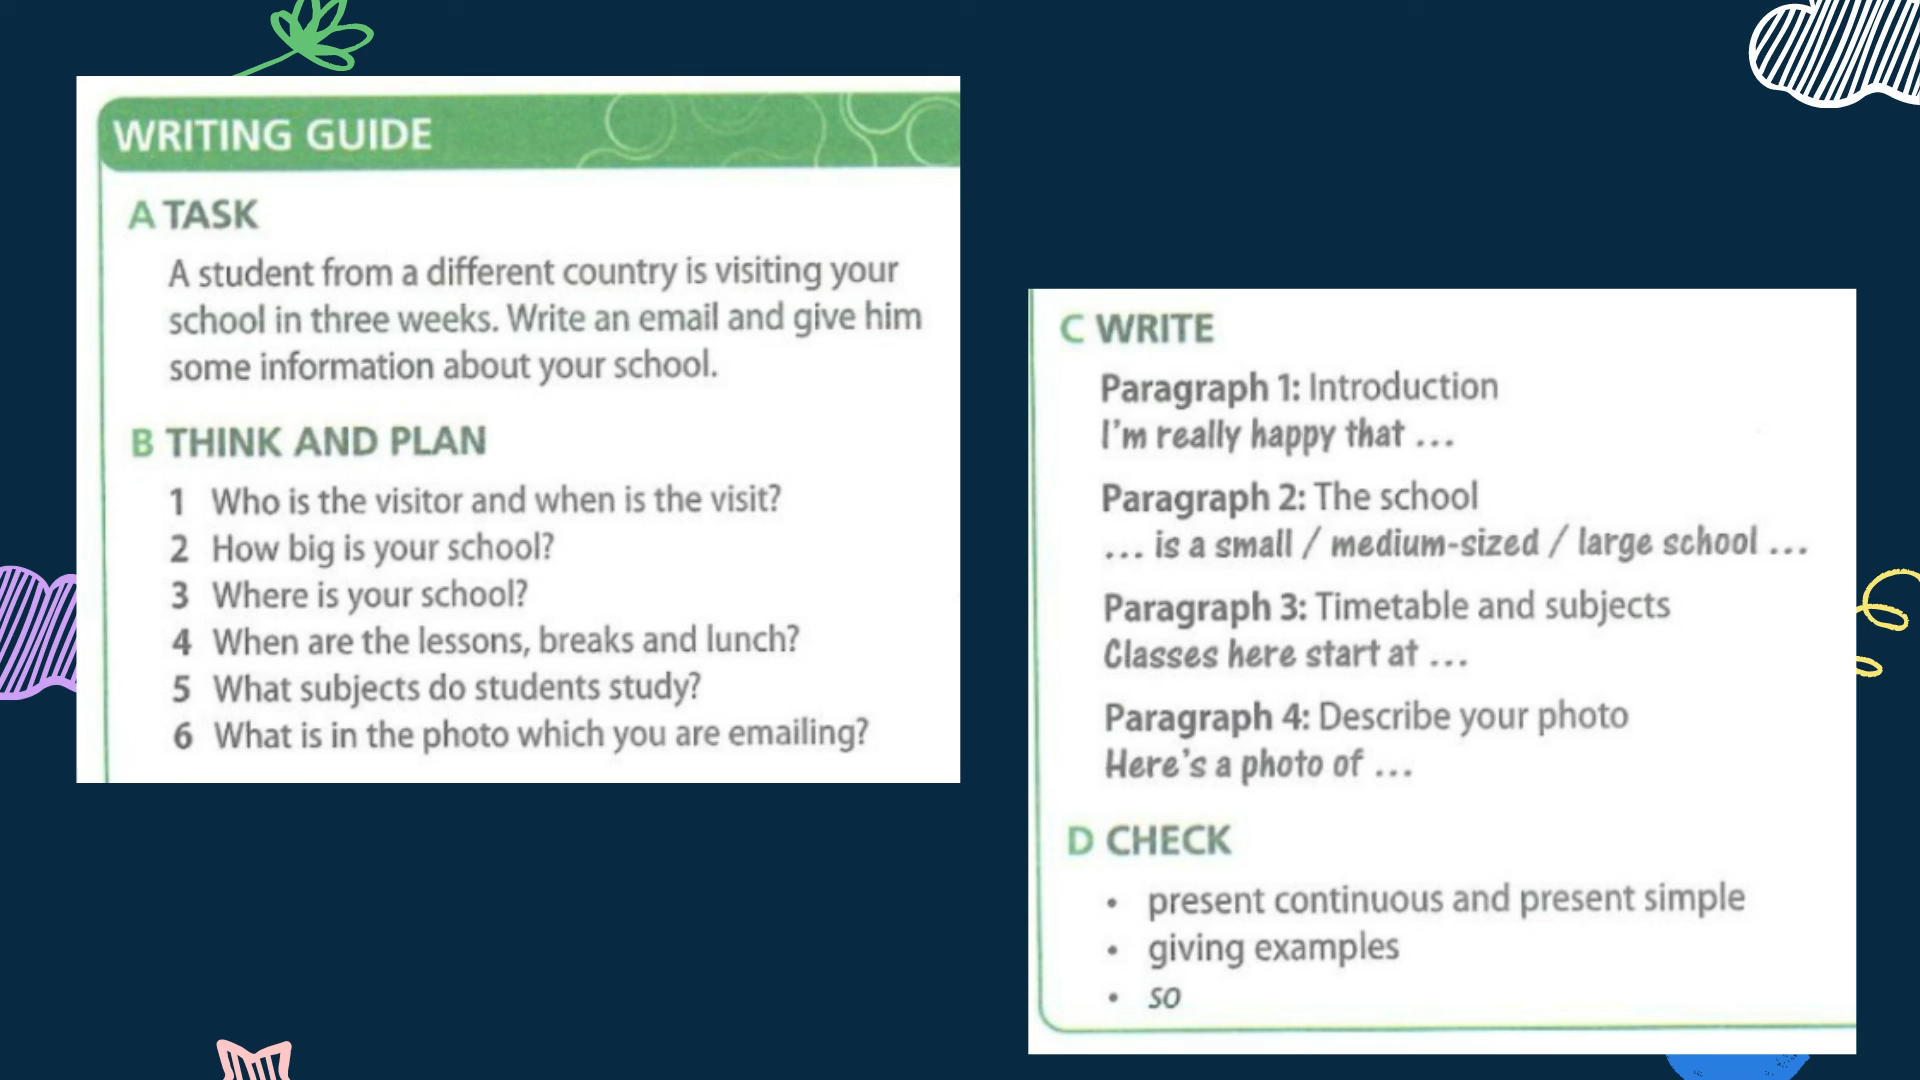 WRITING GUIDE
A TASK
A student from a different country is visiting your
school in three weeks. Write an email and give him
some information about your school.
B THINK AND PLAN
1 Who is the visitor and when is the visit?
2 How big is your school?
3 Where is your school?
4 When are the lessons, breaks and lunch?
5 What subjects do students study?
6 What is in the photo which you are emailing?
C WRITE
Paragraph 1: Introduction
I'm really happy that ...
Paragraph 2: The school
... is a small / medium-sized / large school ...
Paragraph 3: Timetable and subjects
Classes here start at ...
Paragraph 4: Describe your photo
Here's a photo of ...
D CHECK
• present continuous and present simple
• giving examples
• so